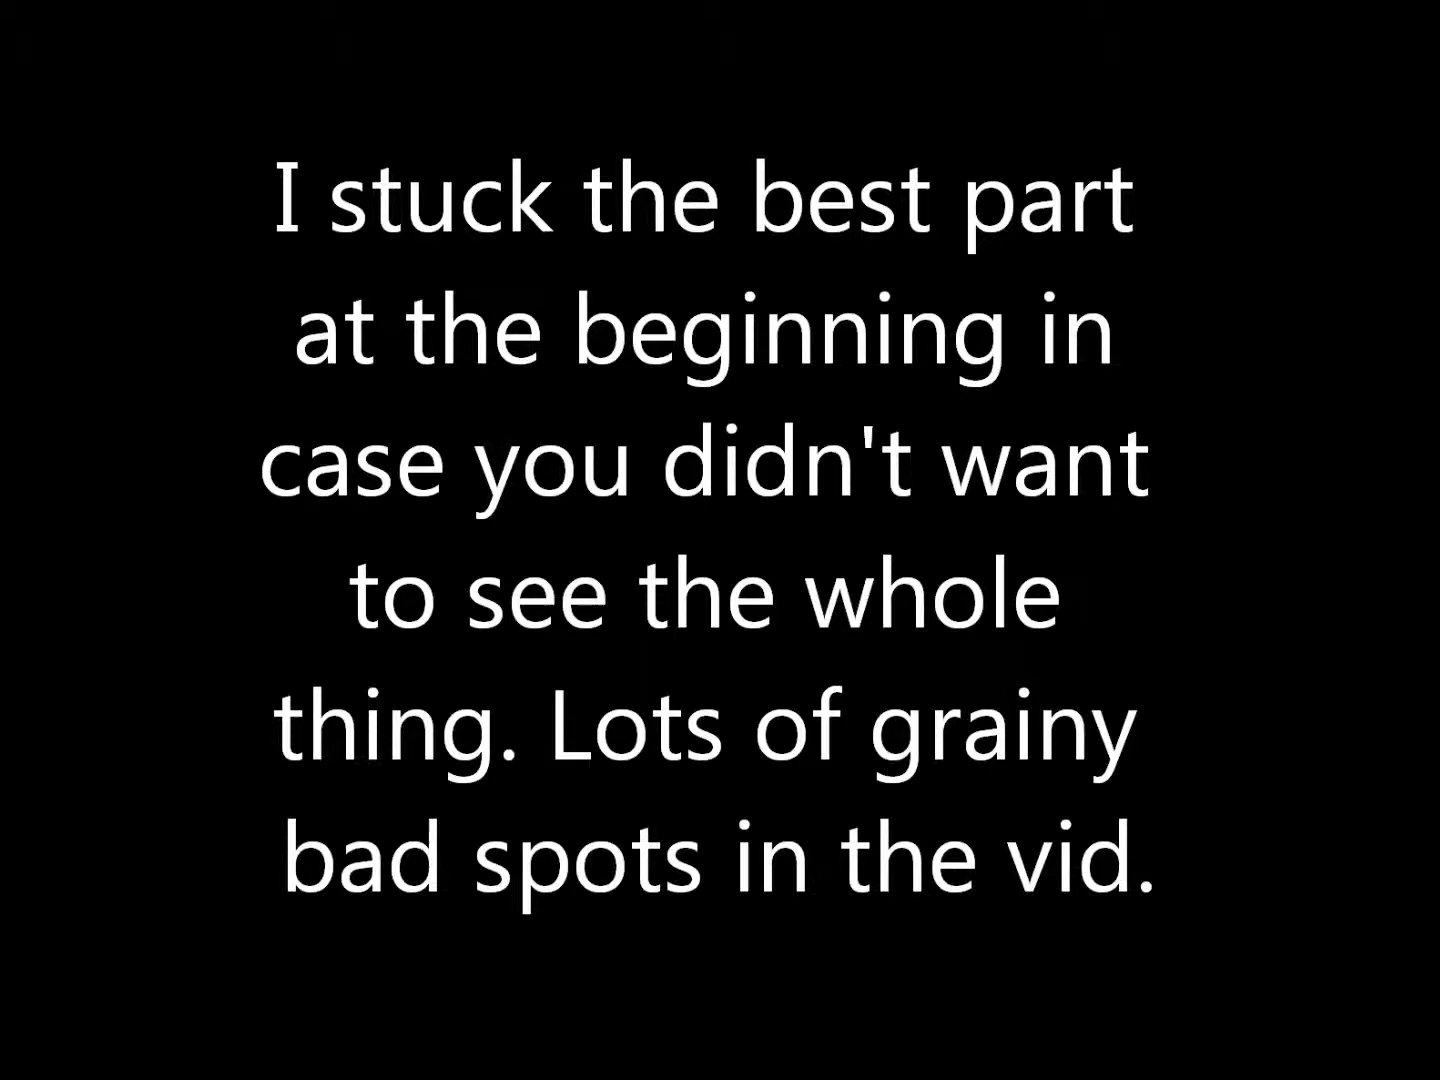 I stuck the best part
at the beginning in
case you didn't want
to see the whole
thing. Lots of grainy
bad spots in the vid.